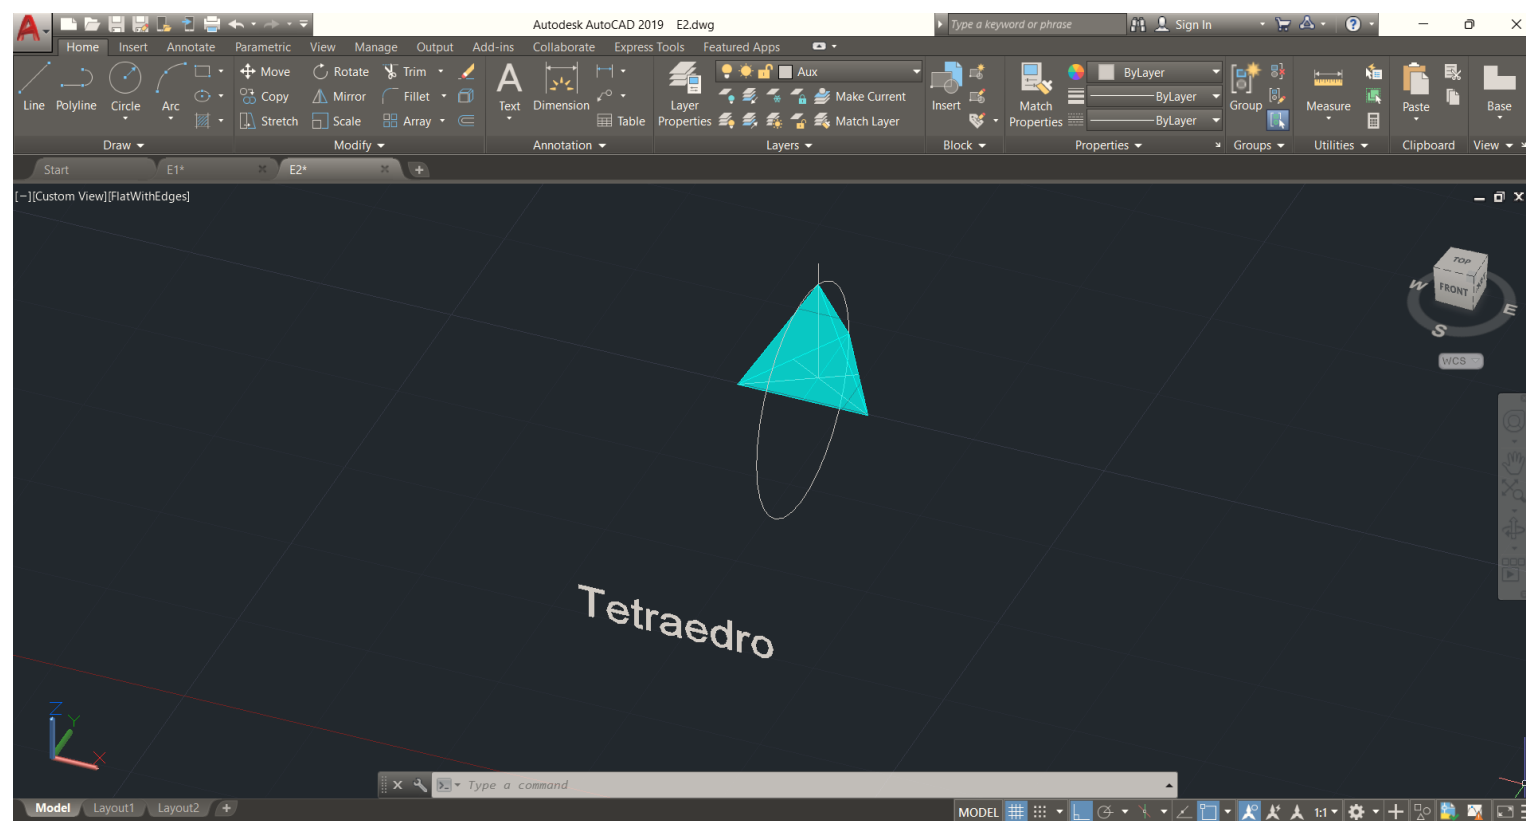 Autodesk AutoCAD 2019 E2.dwg
Type a keyword or phrase
Sign In
Home Insert Annotate Parametric View Manage Output Add-ins Collaborate Express Tools Featured Apps
Move Rotate Trim Aux ByLayer
Line Polyline Circle Arc Copy Mirror Fillet Text Dimension Layer Properties Make Current Insert Match Properties ByLayer Group Measure Paste Base
Stretch Scale Array Table Match Layer ByLayer
Draw Modify Annotation Layers Block Properties Groups Utilities Clipboard View
Start E1* E2*
[−][Custom View][FlatWithEdges]
TOP
FRONT
W
S
E
WCS
Tetraedro
Z
Y
X
Type a command
Model Layout1 Layout2
MODEL 1:1